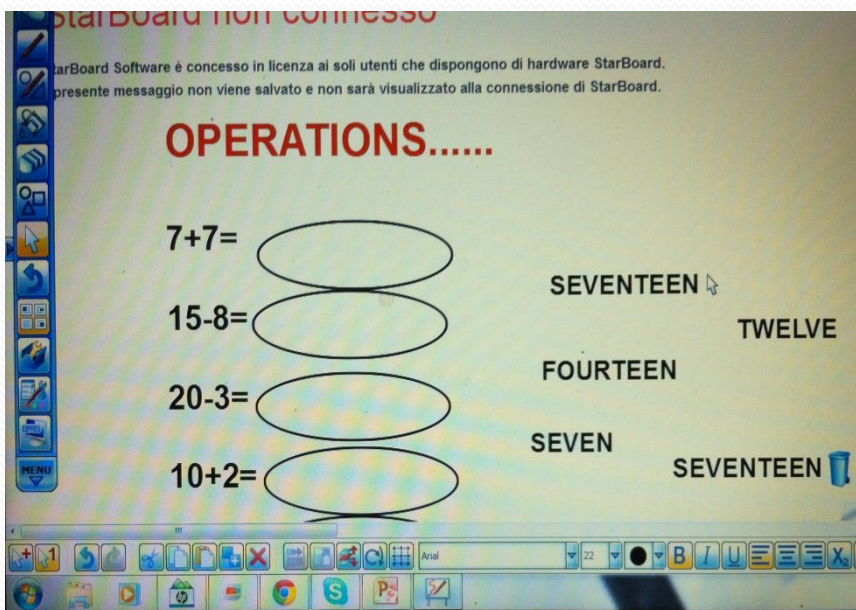 StarBoard non connesso
tarBoard Software è concesso in licenza ai soli utenti che dispongono di hardware StarBoard.
presente messaggio non viene salvato e non sarà visualizzato alla connessione di StarBoard.
OPERATIONS......
7+7=
SEVENTEEN
15-8=
TWELVE
FOURTEEN
20-3=
SEVEN
10+2=
SEVENTEEN
MENU
Arial 22 B I U X2